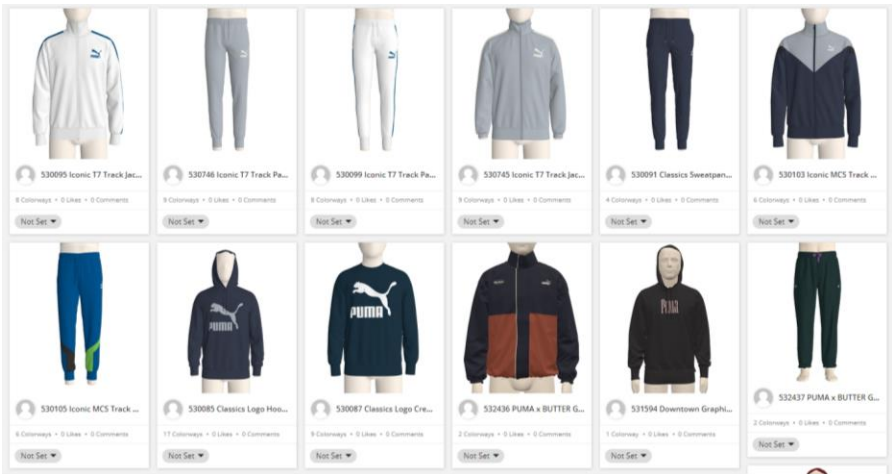 530095 Iconic T7 Track Jac...
8 Colorways • 0 Likes • 0 Comments
Not Set
530746 Iconic T7 Track Pa...
9 Colorways • 0 Likes • 0 Comments
Not Set
530099 Iconic T7 Track Pa...
8 Colorways • 0 Likes • 0 Comments
Not Set
530745 Iconic T7 Track Jac...
9 Colorways • 0 Likes • 0 Comments
Not Set
530091 Classics Sweatpan...
4 Colorways • 0 Likes • 0 Comments
Not Set
530103 Iconic MCS Track ...
6 Colorways • 0 Likes • 0 Comments
Not Set
530105 Iconic MCS Track ...
6 Colorways • 0 Likes • 0 Comments
Not Set
PUMA
530085 Classics Logo Hoo...
17 Colorways • 0 Likes • 0 Comments
Not Set
PUMA
530087 Classics Logo Cre...
9 Colorways • 0 Likes • 0 Comments
Not Set
532436 PUMA x BUTTER G...
2 Colorways • 0 Likes • 0 Comments
Not Set
PUMA
531594 Downtown Graphi...
1 Colorway • 0 Likes • 0 Comments
Not Set
532437 PUMA x BUTTER G...
2 Colorways • 0 Likes • 0 Comments
Not Set